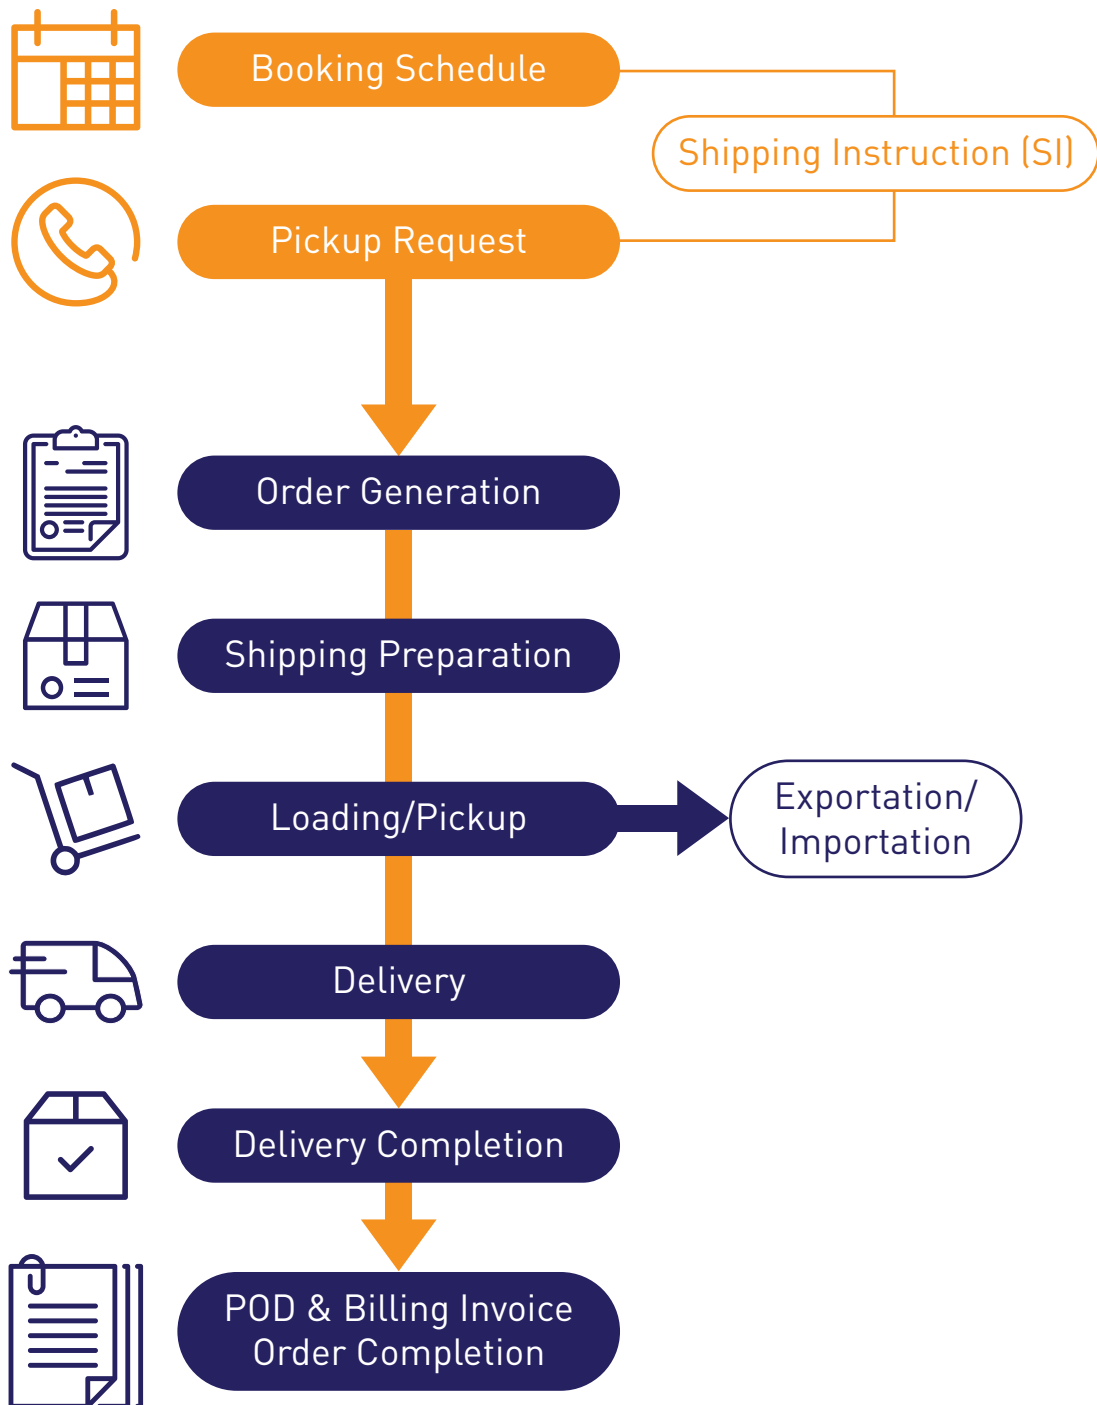 Booking Schedule
Shipping Instruction (SI)
Pickup Request
Order Generation
Shipping Preparation
Loading/Pickup
Exportation/
Importation
Delivery
Delivery Completion
POD & Billing Invoice
Order Completion